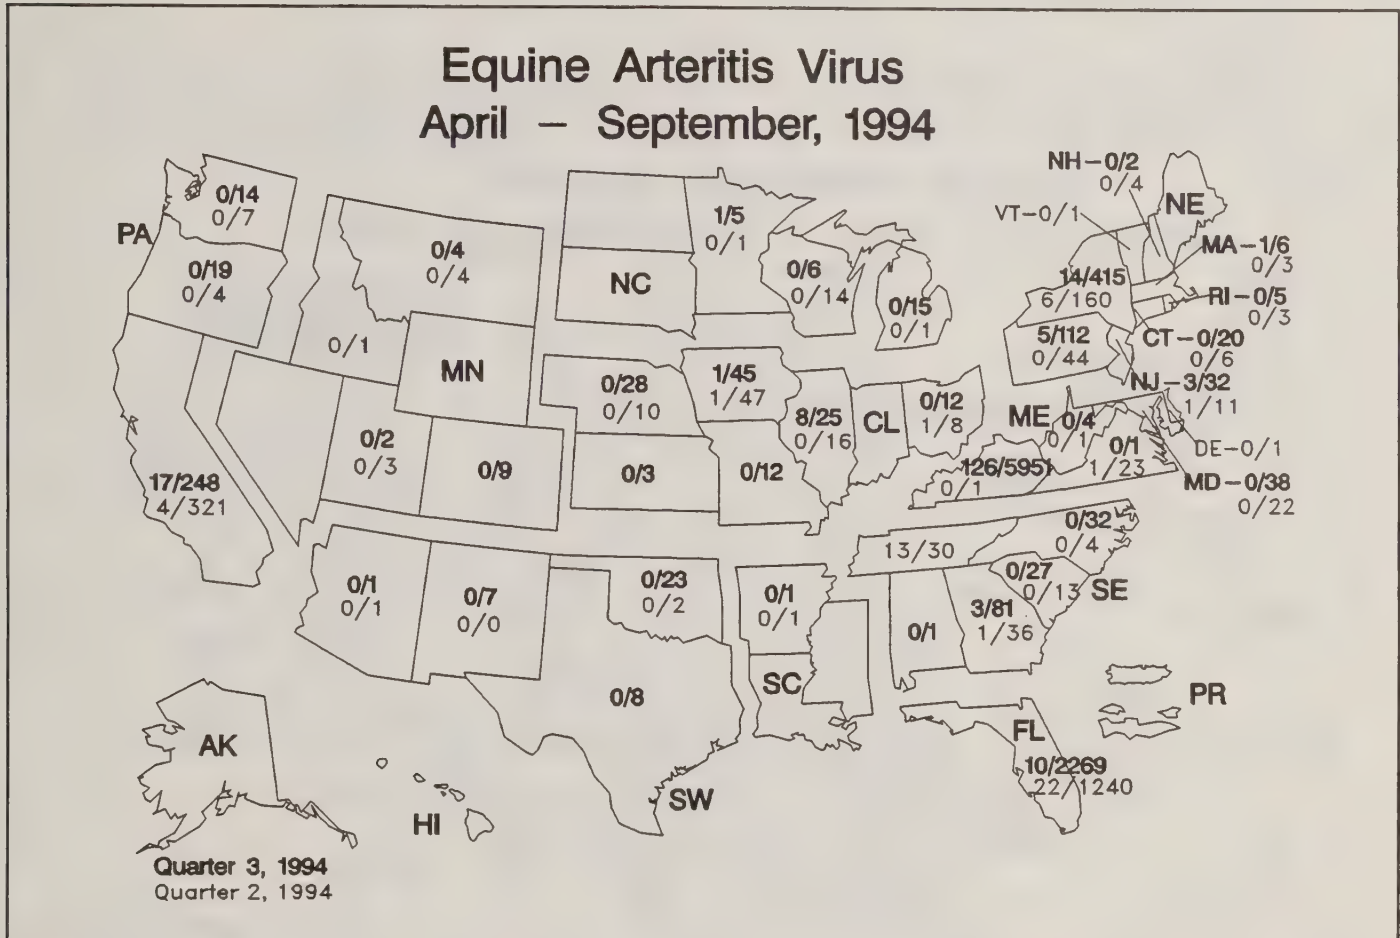 Equine Arteritis Virus
April – September, 1994
NH–0/2
0/4
VT–0/1
NE
MA–1/6
0/3
RI–0/5
0/3
CT–0/20
0/6
NJ–3/32
1/11
DE–0/1
MD–0/38
0/22
PA
0/14
0/7
0/19
0/4
0/4
0/4
0/1
MN
NC
1/5
0/1
0/6
0/14
0/15
0/1
14/415
6/160
5/112
0/44
0/28
0/10
1/45
1/47
8/25
0/16
CL
0/12
1/8
ME
0/4
0/1
0/1
1/23
126/5951
0/1
17/248
4/321
0/2
0/3
0/9
0/3
0/12
13/30
0/32
0/4
0/27
0/13
SE
0/1
0/1
0/7
0/0
0/23
0/2
0/1
0/1
0/1
3/81
1/36
0/8
SC
PR
FL
10/2269
22/1240
AK
HI
SW
Quarter 3, 1994
Quarter 2, 1994